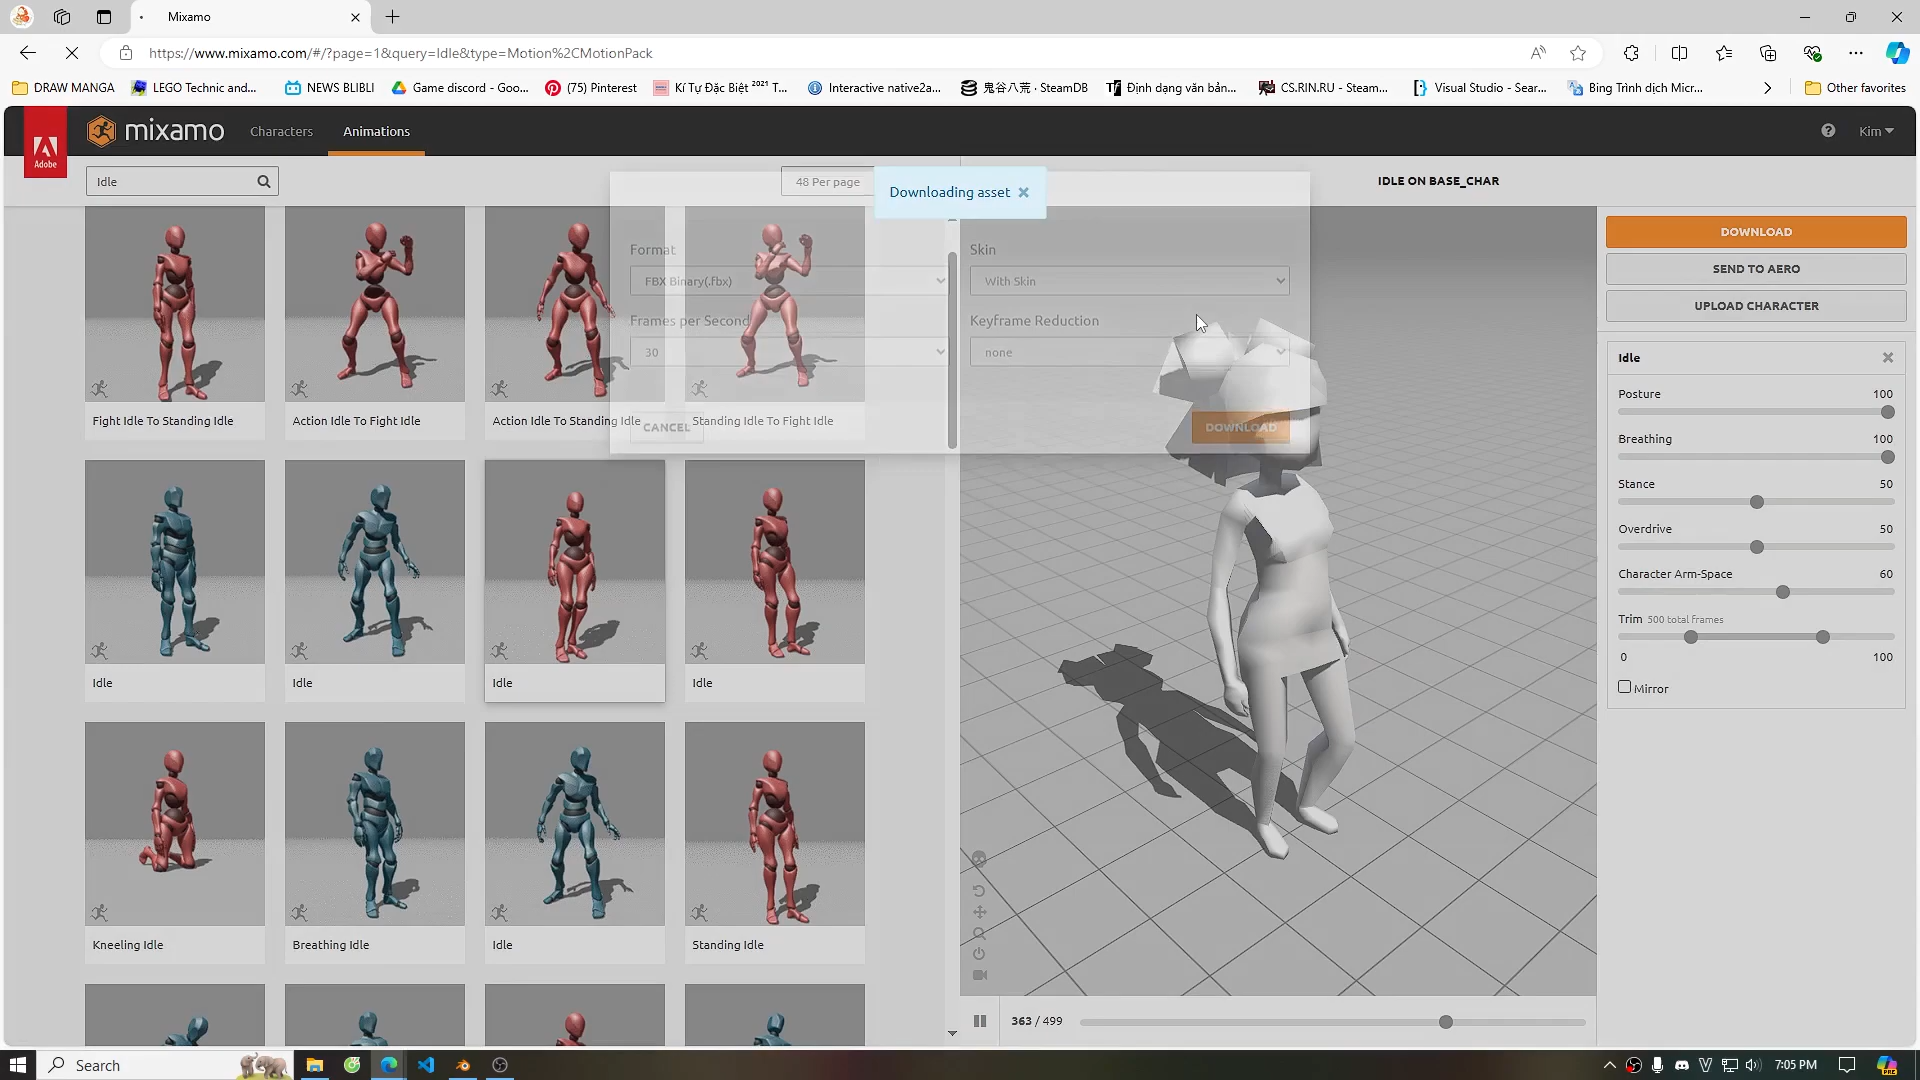 Mixamo
https://www.mixamo.com/#/?page=1&query=Idle&type=Motion%2CMotionPack
DRAW MANGA
LEGO Technic and...
NEWS BLIBLI
Game discord - Goo...
(75) Pinterest
Kí Tự Đặc Biệt ²⁰²¹ T...
Interactive native2a...
鬼谷八荒 · SteamDB
Định dạng văn bản...
CS.RIN.RU - Steam...
Visual Studio - Sear...
Bing Trình dịch Micr...
Other favorites
Adobe
mixamo
Characters
Animations
Kim
Idle
48 Per page
Downloading asset
IDLE ON BASE_CHAR
Format
FBX Binary(.fbx)
Skin
With Skin
Frames per Second
30
Keyframe Reduction
none
CANCEL
DOWNLOAD
Fight Idle To Standing Idle
Action Idle To Fight Idle
Action Idle To Standing Idle
Standing Idle To Fight Idle
Idle
Idle
Idle
Idle
Kneeling Idle
Breathing Idle
Idle
Standing Idle
363 / 499
DOWNLOAD
SEND TO AERO
UPLOAD CHARACTER
Idle
Posture 100
Breathing 100
Stance 50
Overdrive 50
Character Arm-Space 60
Trim 500 total frames
0 100
Mirror
Search
7:05 PM
PRE